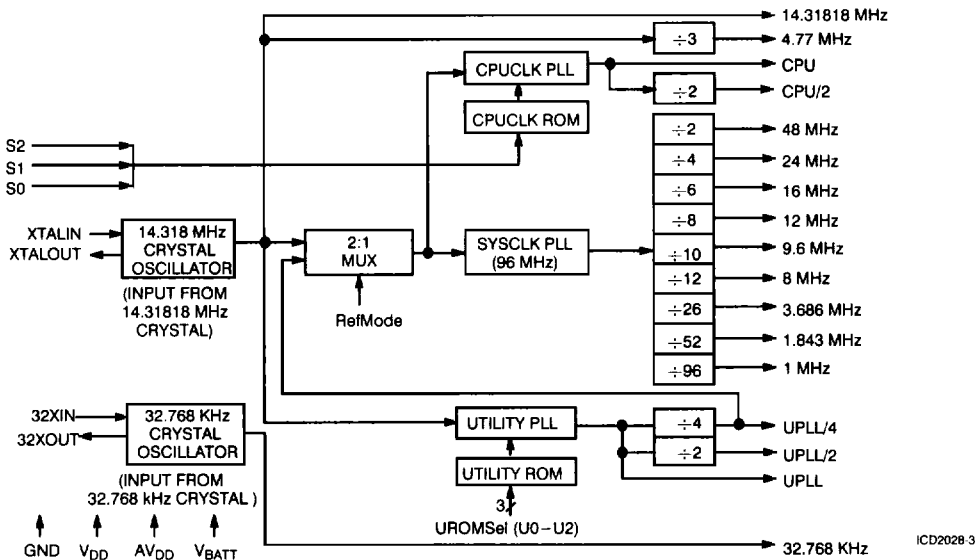 14.31818 MHz
÷3
4.77 MHz
CPUCLK PLL
CPU
÷2
CPU/2
CPUCLK ROM
÷2
48 MHz
S2
S1
S0
÷4
24 MHz
÷6
16 MHz
÷8
12 MHz
XTALIN
XTALOUT
14.318 MHz
CRYSTAL
OSCILLATOR
(INPUT FROM
14.31818 MHz
CRYSTAL)
2:1
MUX
RefMode
SYSCLK PLL
(96 MHz)
÷10
9.6 MHz
÷12
8 MHz
÷26
3.686 MHz
÷52
1.843 MHz
÷96
1 MHz
32XIN
32XOUT
32.768 KHz
CRYSTAL
OSCILLATOR
(INPUT FROM
32.768 kHz CRYSTAL )
UTILITY PLL
÷4
UPLL/4
÷2
UPLL/2
UPLL
UTILITY ROM
3
UROMSel (U0–U2)
GND
VDD
AVDD
VBATT
32.768 KHz
ICD2028-3